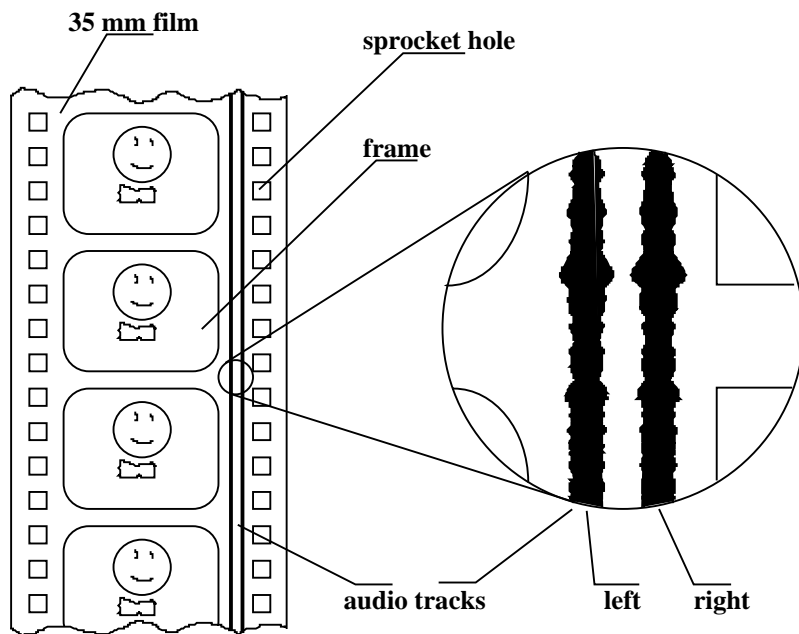 35 mm film
sprocket hole
frame
audio tracks
left
right